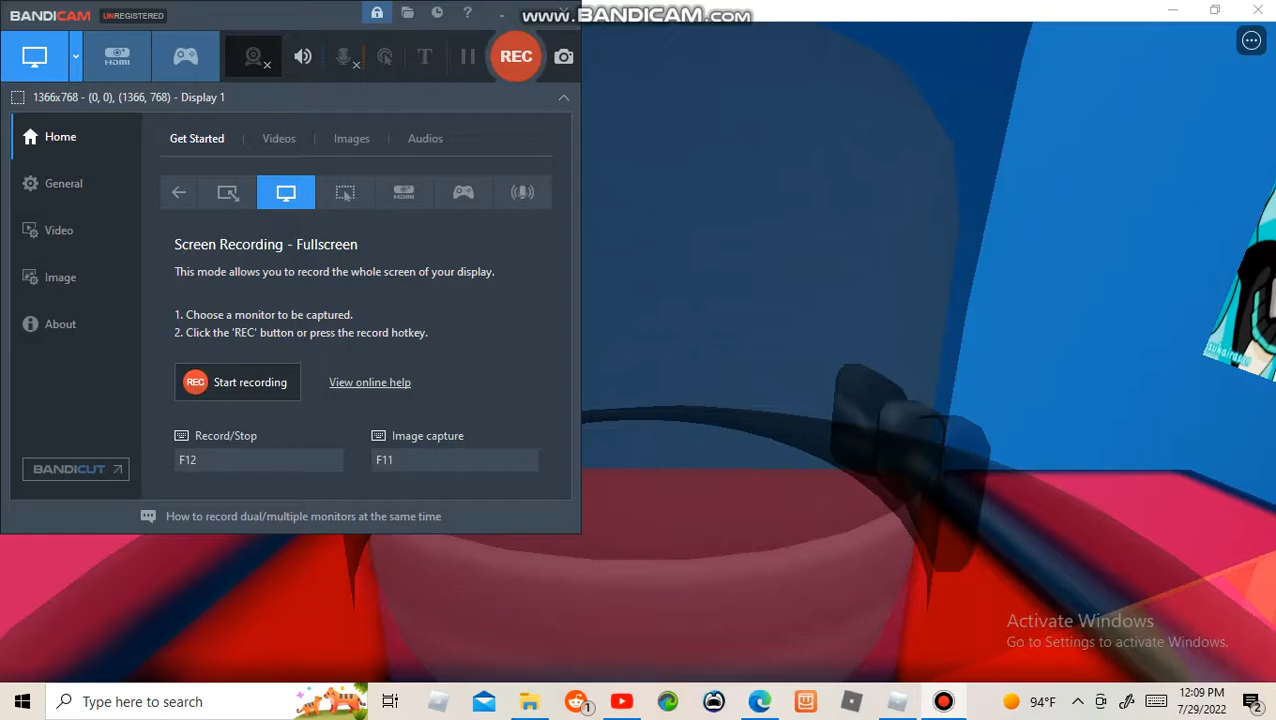 BANDICAM UNREGISTERED
www.BANDICAM.com
HDMI
REC
1366x768 - (0, 0), (1366, 768) - Display 1
Home
General
Video
Image
About
BANDICUT
Get Started
Videos
Images
Audios
HDMI
Screen Recording - Fullscreen
This mode allows you to record the whole screen of your display.
1. Choose a monitor to be captured.
2. Click the 'REC' button or press the record hotkey.
REC Start recording
View online help
Record/Stop
Image capture
F12
F11
How to record dual/multiple monitors at the same time
Activate Windows
Go to Settings to activate Windows.
Type here to search
1
94°F
12:09 PM
7/29/2022
2